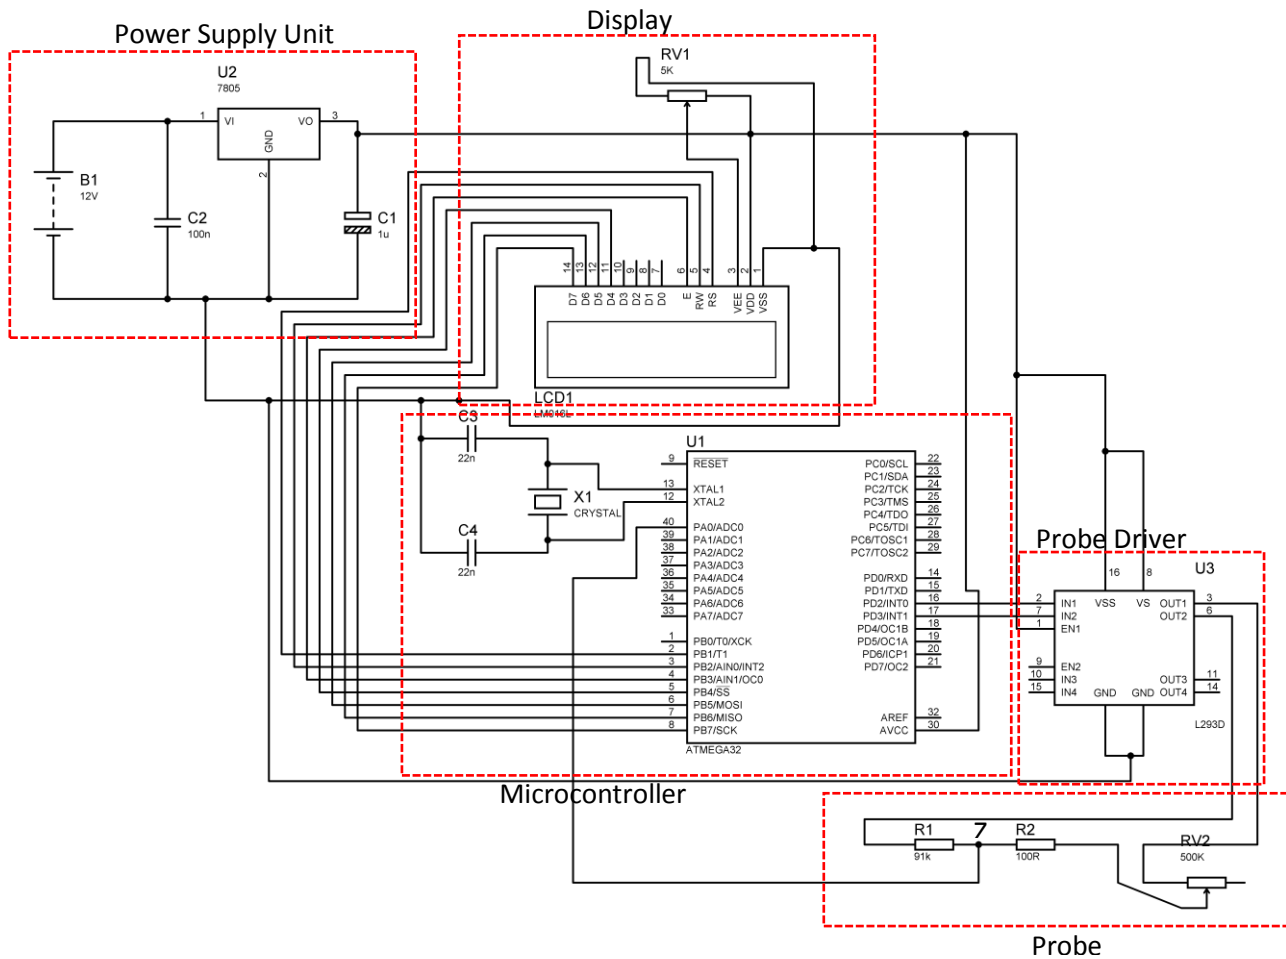 Power Supply Unit
Display
U2
7805
1
VI
VO
3
GND
2
B1
12V
C2
100n
C1
1u
RV1
5K
14
13
12
11
10
9
8
7
6
5
4
3
2
1
D7
D6
D5
D4
D3
D2
D1
D0
E
RW
RS
VEE
VDD
VSS
LCD1
C3
22n
X1
CRYSTAL
C4
22n
U1
9 RESET
13 XTAL1
12 XTAL2
40 PA0/ADC0
39 PA1/ADC1
38 PA2/ADC2
37 PA3/ADC3
36 PA4/ADC4
35 PA5/ADC5
34 PA6/ADC6
33 PA7/ADC7
1 PB0/T0/XCK
2 PB1/T1
3 PB2/AIN0/INT2
4 PB3/AIN1/OC0
5 PB4/SS
6 PB5/MOSI
7 PB6/MISO
8 PB7/SCK
PC0/SCL 22
PC1/SDA 23
PC2/TCK 24
PC3/TMS 25
PC4/TDO 26
PC5/TDI 27
PC6/TOSC1 28
PC7/TOSC2 29
PD0/RXD 14
PD1/TXD 15
PD2/INT0 16
PD3/INT1 17
PD4/OC1B 18
PD5/OC1A 19
PD6/ICP1 20
PD7/OC2 21
AREF 32
AVCC 30
ATMEGA32
Microcontroller
Probe Driver
U3
16
8
VSS
VS
2 IN1
7 IN2
1 EN1
9 EN2
10 IN3
15 IN4
OUT1 3
OUT2 6
OUT3 11
OUT4 14
GND
GND
L293D
R1
91k
7
R2
100R
RV2
500K
Probe